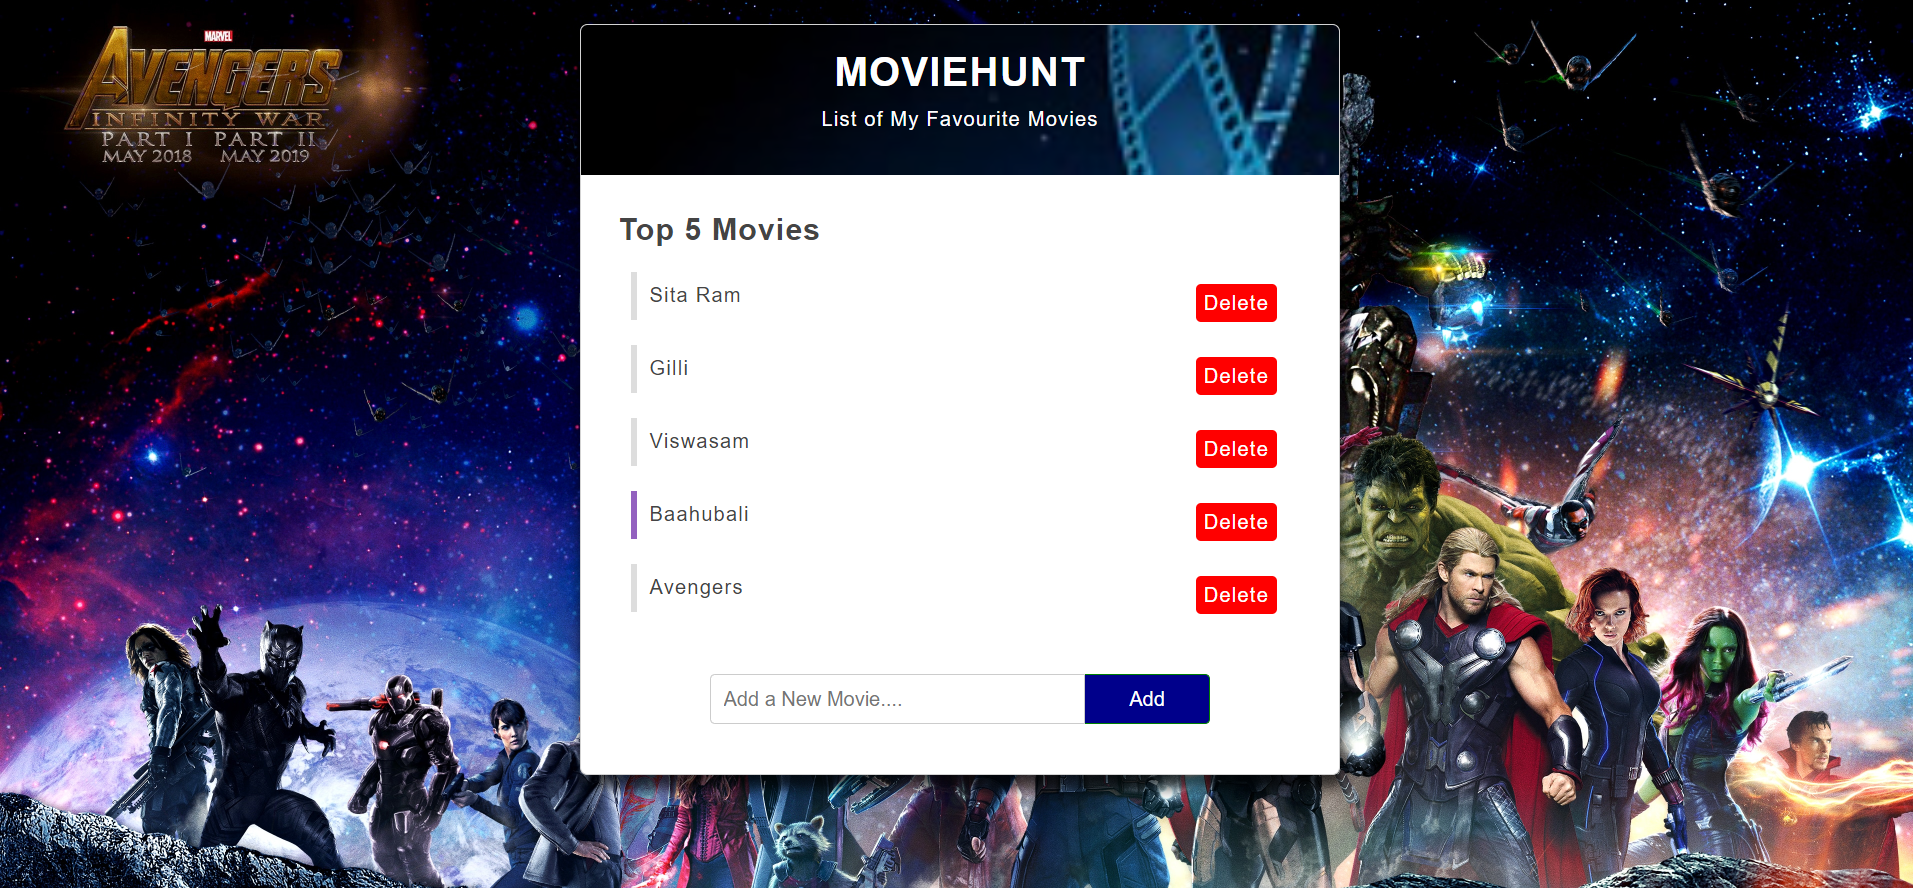 MARVEL
AVENGERS
INFINITY WAR
PART I PART II
MAY 2018 MAY 2019
MOVIEHUNT
List of My Favourite Movies
Top 5 Movies
Sita Ram
Delete
Gilli
Delete
Viswasam
Delete
Baahubali
Delete
Avengers
Delete
Add a New Movie....
Add